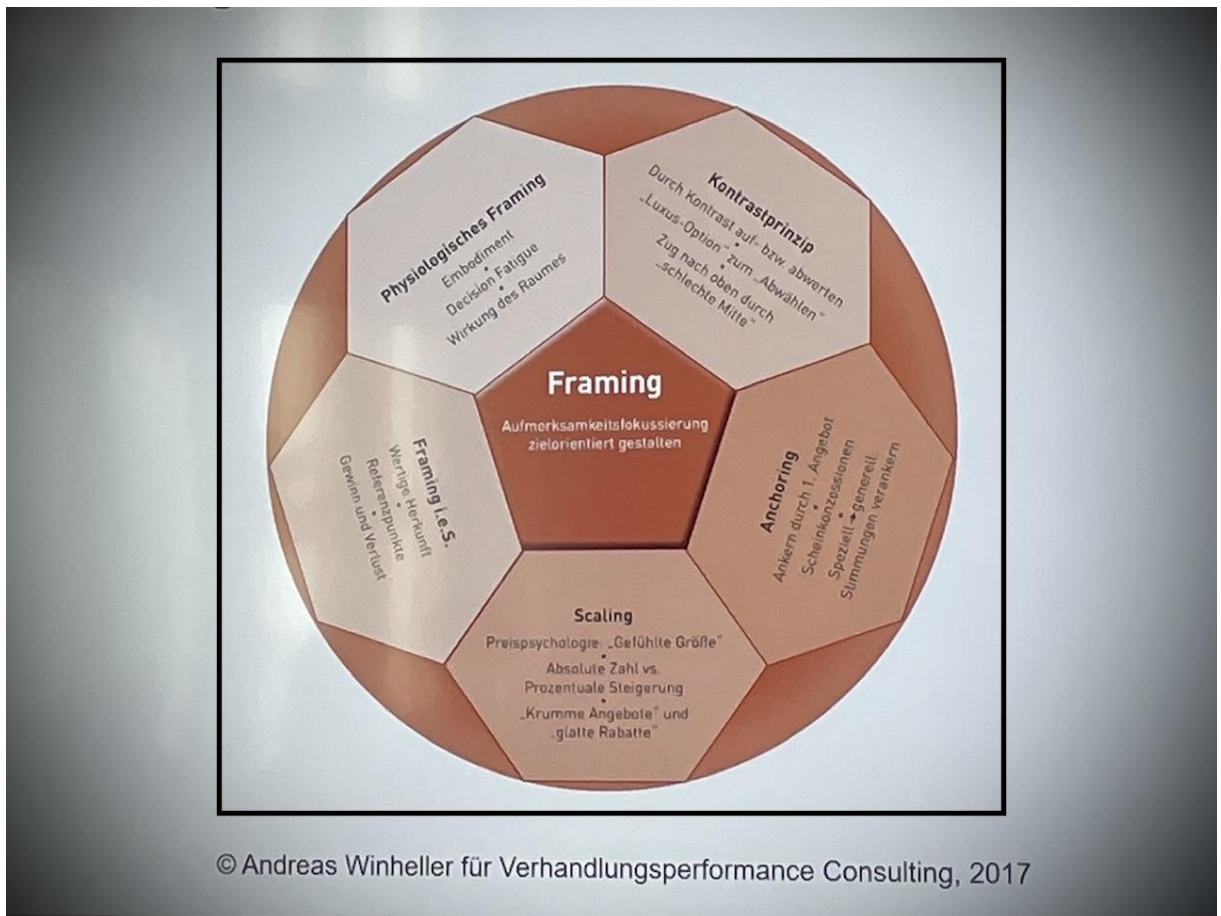 Physiologisches Framing
Embodiment
•
Decision Fatigue
•
Wirkung des Raumes
Kontrastprinzip
Durch Kontrast auf- bzw. abwerten
•
„Luxus-Option“ zum „Abwählen“
•
Zug nach oben durch
„schlechte Mitte“
Framing
Aufmerksamkeitsfokussierung
zielorientiert gestalten
Framing i.e.S.
Wertige Herkunft
•
Referenzpunkte
•
Gewinn und Verlust
Anchoring
Ankern durch 1. Angebot
•
Scheinkonzessionen
•
Speziell➔generell
•
Stimmungen verankern
Scaling
Preispsychologie: „Gefühlte Größe“
•
Absolute Zahl vs.
Prozentuale Steigerung
•
„Krumme Angebote“ und
„glatte Rabatte“
© Andreas Winheller für Verhandlungsperformance Consulting, 2017